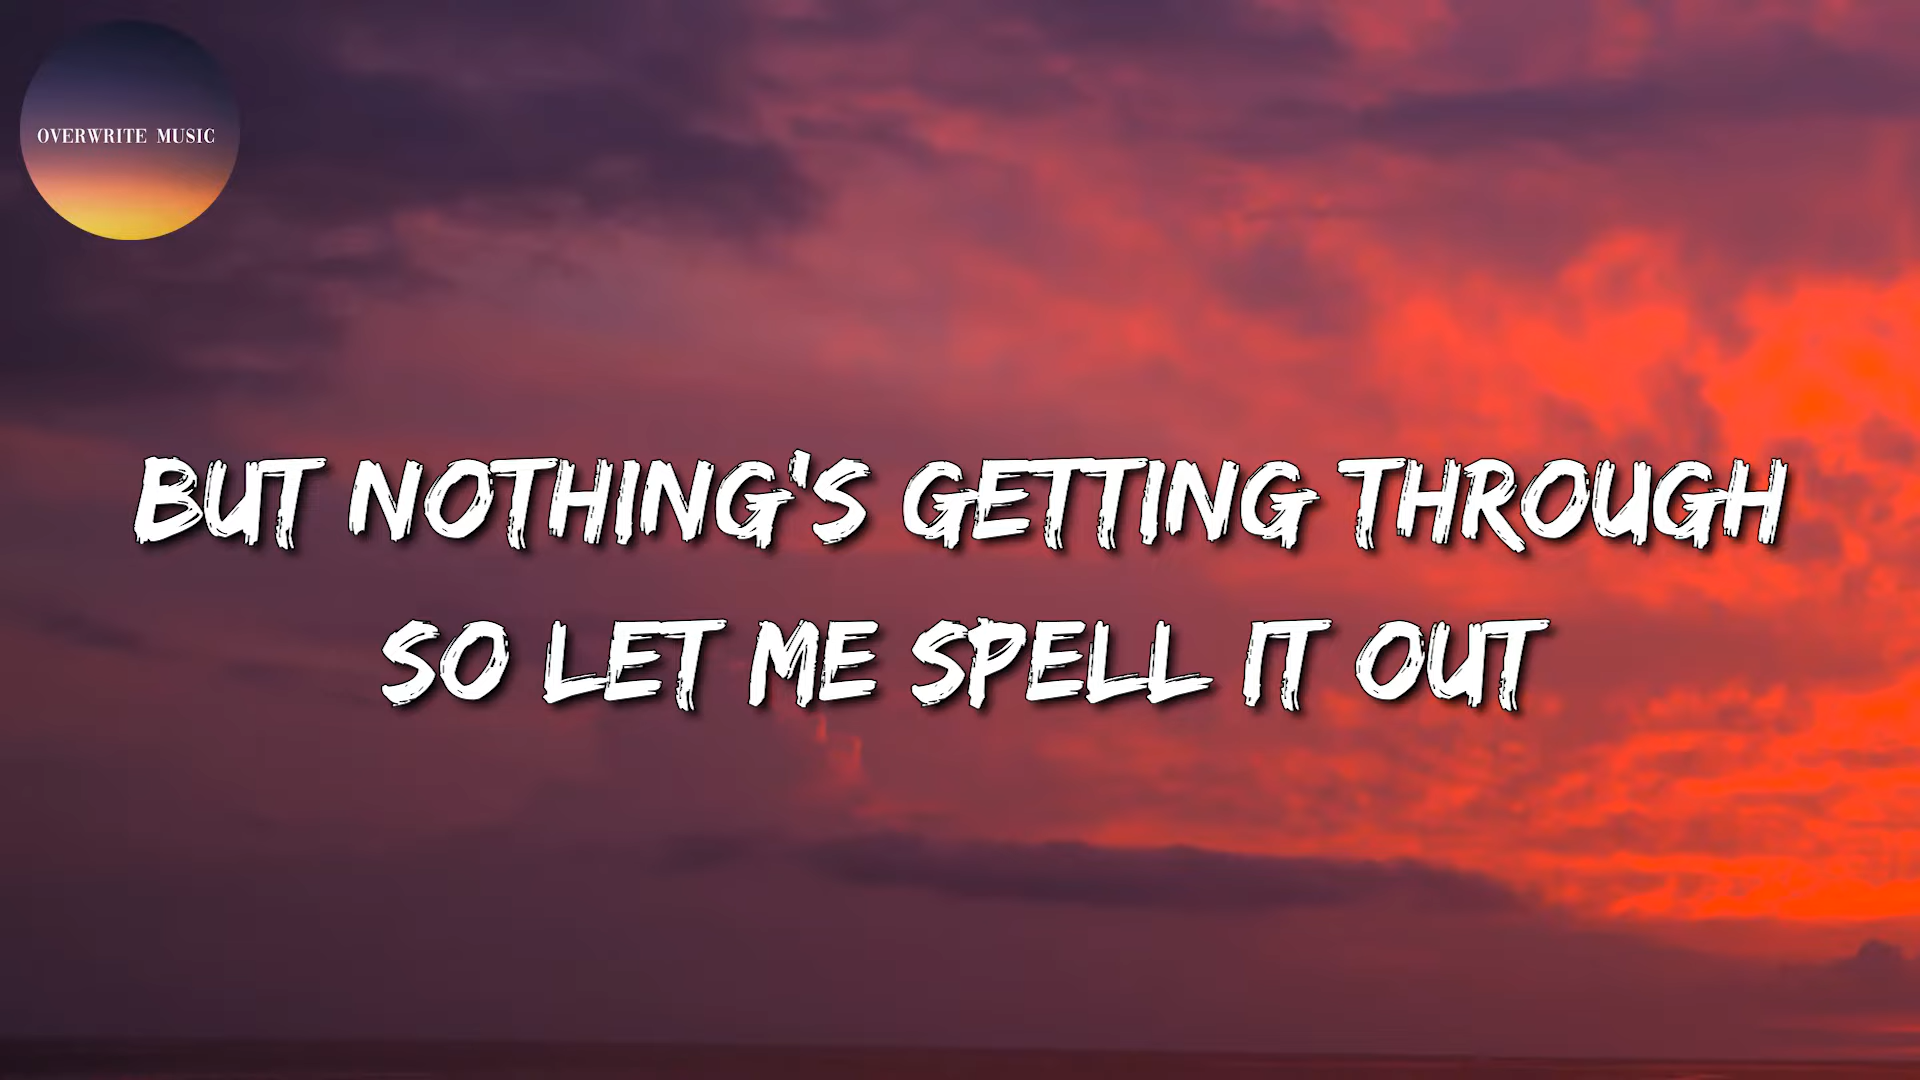 OVERWRITE MUSIC
BUT NOTHING'S GETTING THROUGH
SO LET ME SPELL IT OUT